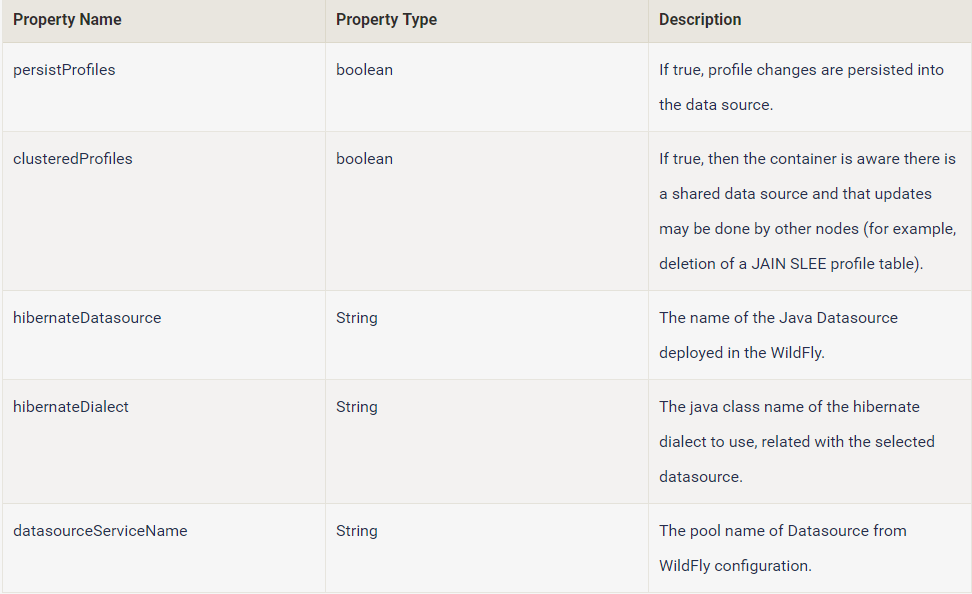 Property Name Property Type Description
persistProfiles boolean If true, profile changes are persisted into
the data source.
clusteredProfiles boolean If true, then the container is aware there is
a shared data source and that updates
may be done by other nodes (for example,
deletion of a JAIN SLEE profile table).
hibernateDatasource String The name of the Java Datasource
deployed in the WildFly.
hibernateDialect String The java class name of the hibernate
dialect to use, related with the selected
datasource.
datasourceServiceName String The pool name of Datasource from
WildFly configuration.